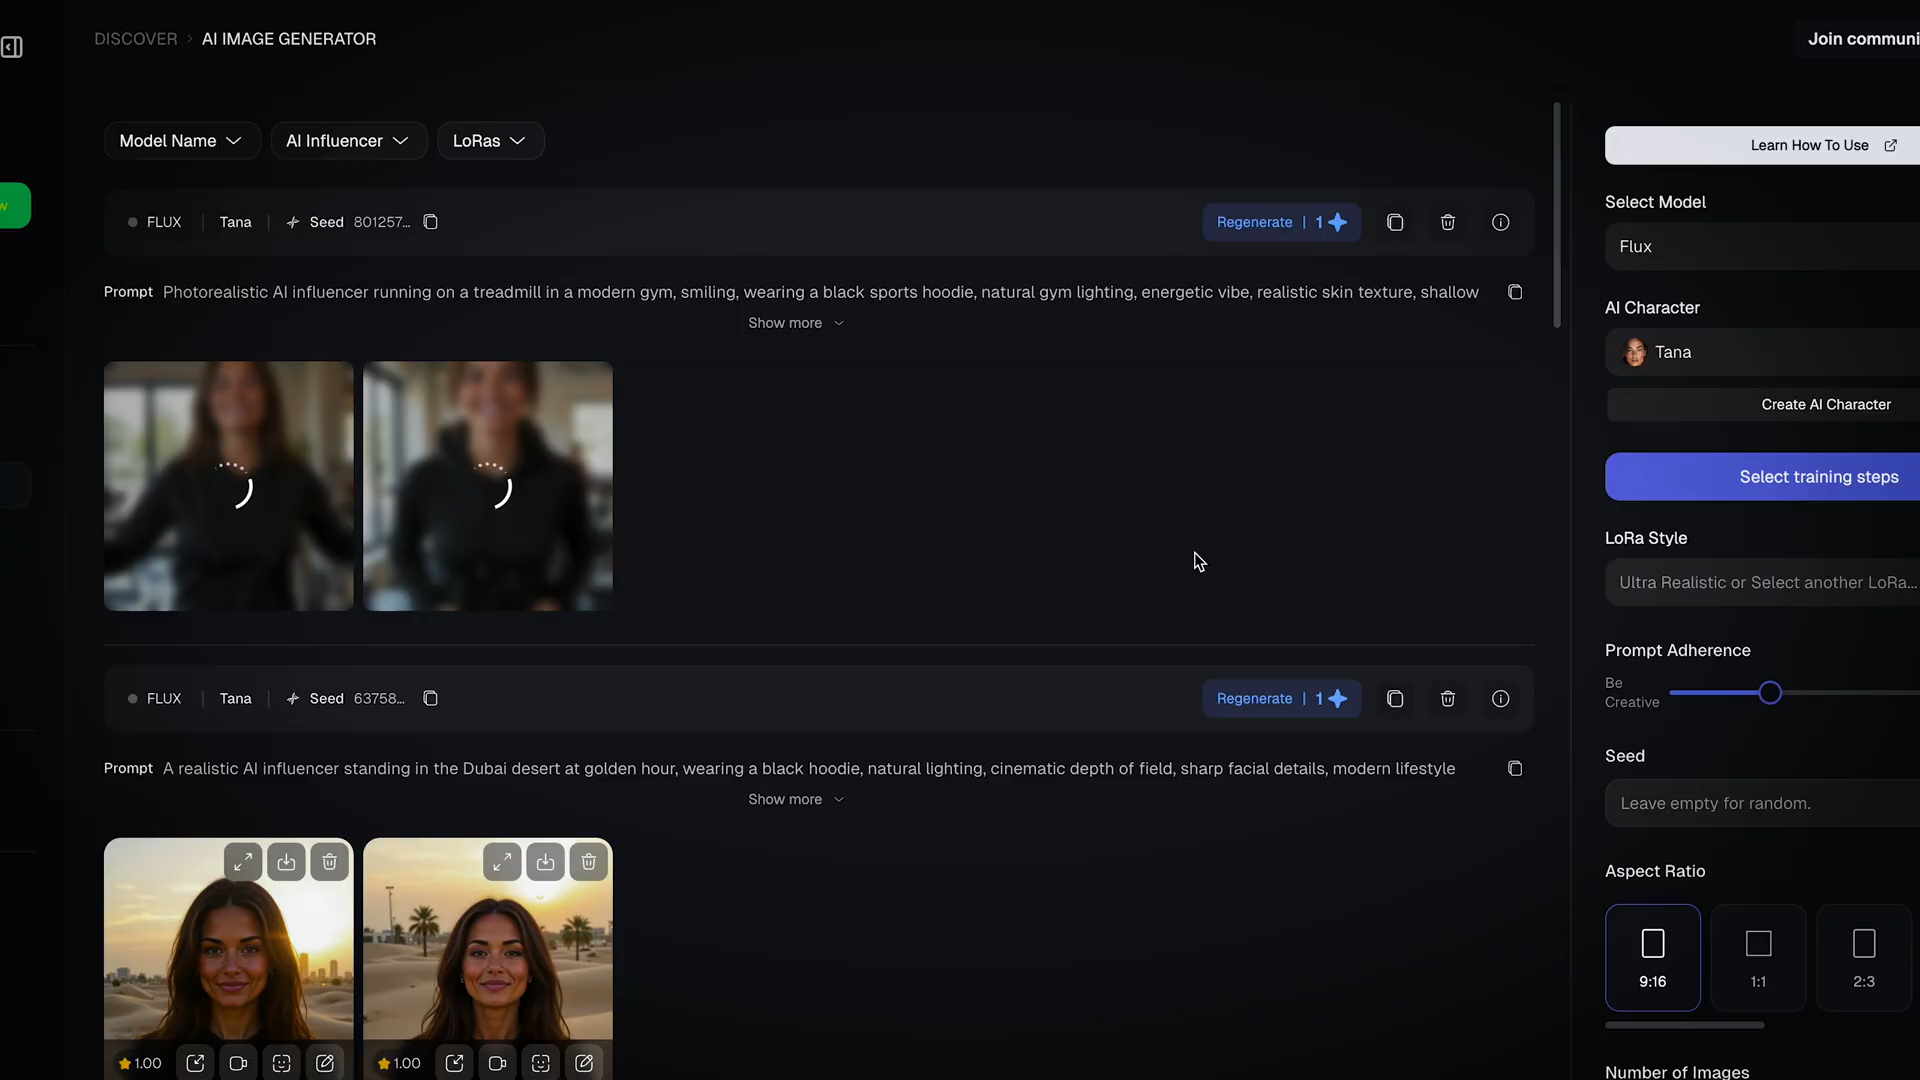 DISCOVER > AI IMAGE GENERATOR
Join communi
Model Name
AI Influencer
LoRas
Learn How To Use
Select Model
Flux
FLUX | Tana | Seed 801257...
Regenerate | 1
Prompt Photorealistic AI influencer running on a treadmill in a modern gym, smiling, wearing a black sports hoodie, natural gym lighting, energetic vibe, realistic skin texture, shallow
Show more
AI Character
Tana
Create AI Character
Select training steps
LoRa Style
Ultra Realistic or Select another LoRa...
Prompt Adherence
Be
Creative
FLUX | Tana | Seed 63758...
Regenerate | 1
Prompt A realistic AI influencer standing in the Dubai desert at golden hour, wearing a black hoodie, natural lighting, cinematic depth of field, sharp facial details, modern lifestyle
Show more
Seed
Leave empty for random.
Aspect Ratio
9:16
1:1
2:3
1.00
1.00
Number of Images